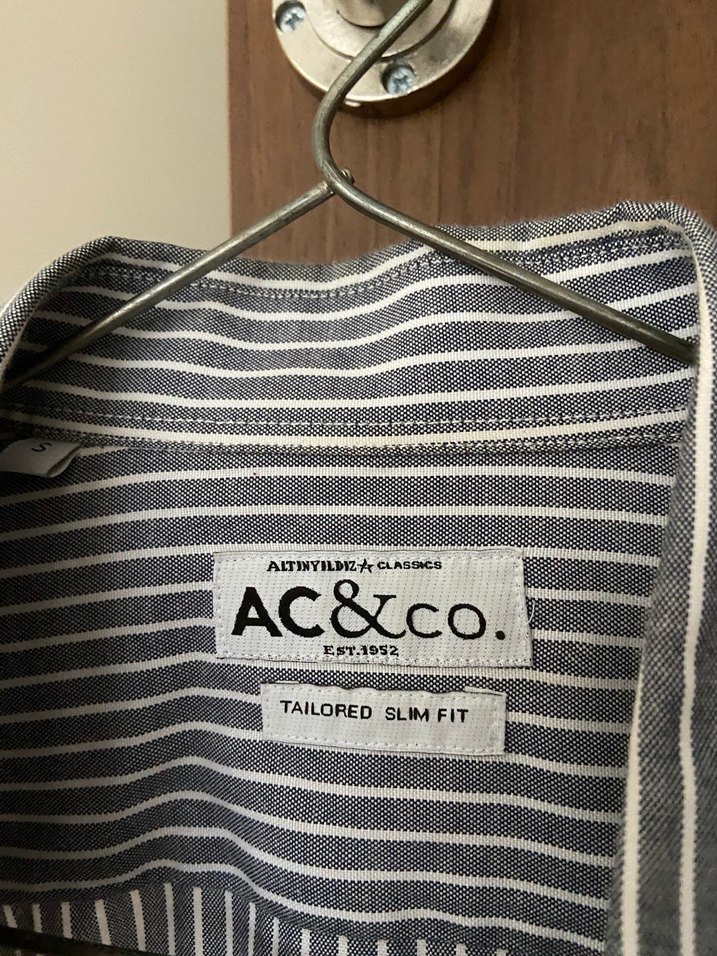 S
ALTINYILDIZ CLASSICS
AC&co.
EST.1952
TAILORED SLIM FIT